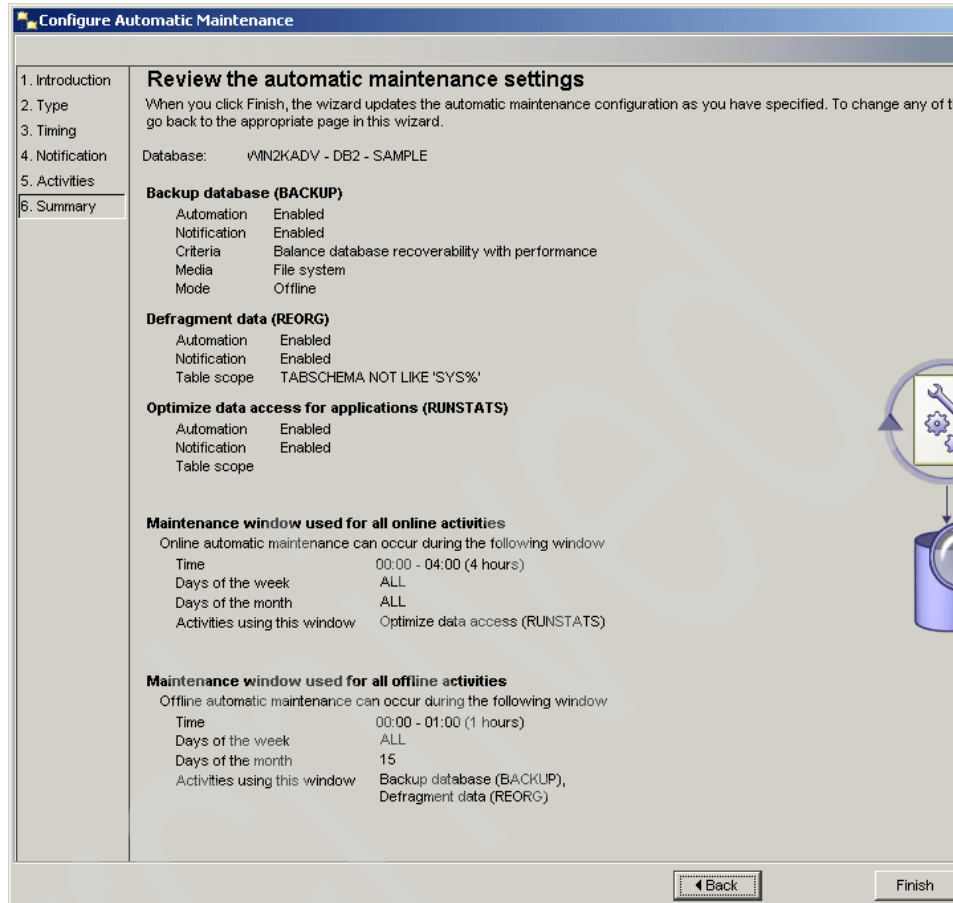 Configure Automatic Maintenance
1. Introduction
2. Type
3. Timing
4. Notification
5. Activities
6. Summary
Review the automatic maintenance settings
When you click Finish, the wizard updates the automatic maintenance configuration as you have specified. To change any of t
go back to the appropriate page in this wizard.
Database: WIN2KADV - DB2 - SAMPLE
Backup database (BACKUP)
Automation Enabled
Notification Enabled
Criteria Balance database recoverability with performance
Media File system
Mode Offline
Defragment data (REORG)
Automation Enabled
Notification Enabled
Table scope TABSCHEMA NOT LIKE 'SYS%'
Optimize data access for applications (RUNSTATS)
Automation Enabled
Notification Enabled
Table scope
Maintenance window used for all online activities
Online automatic maintenance can occur during the following window
Time 00:00 - 04:00 (4 hours)
Days of the week ALL
Days of the month ALL
Activities using this window Optimize data access (RUNSTATS)
Maintenance window used for all offline activities
Offline automatic maintenance can occur during the following window
Time 00:00 - 01:00 (1 hours)
Days of the week ALL
Days of the month 15
Activities using this window Backup database (BACKUP),
Defragment data (REORG)
Back
Finish